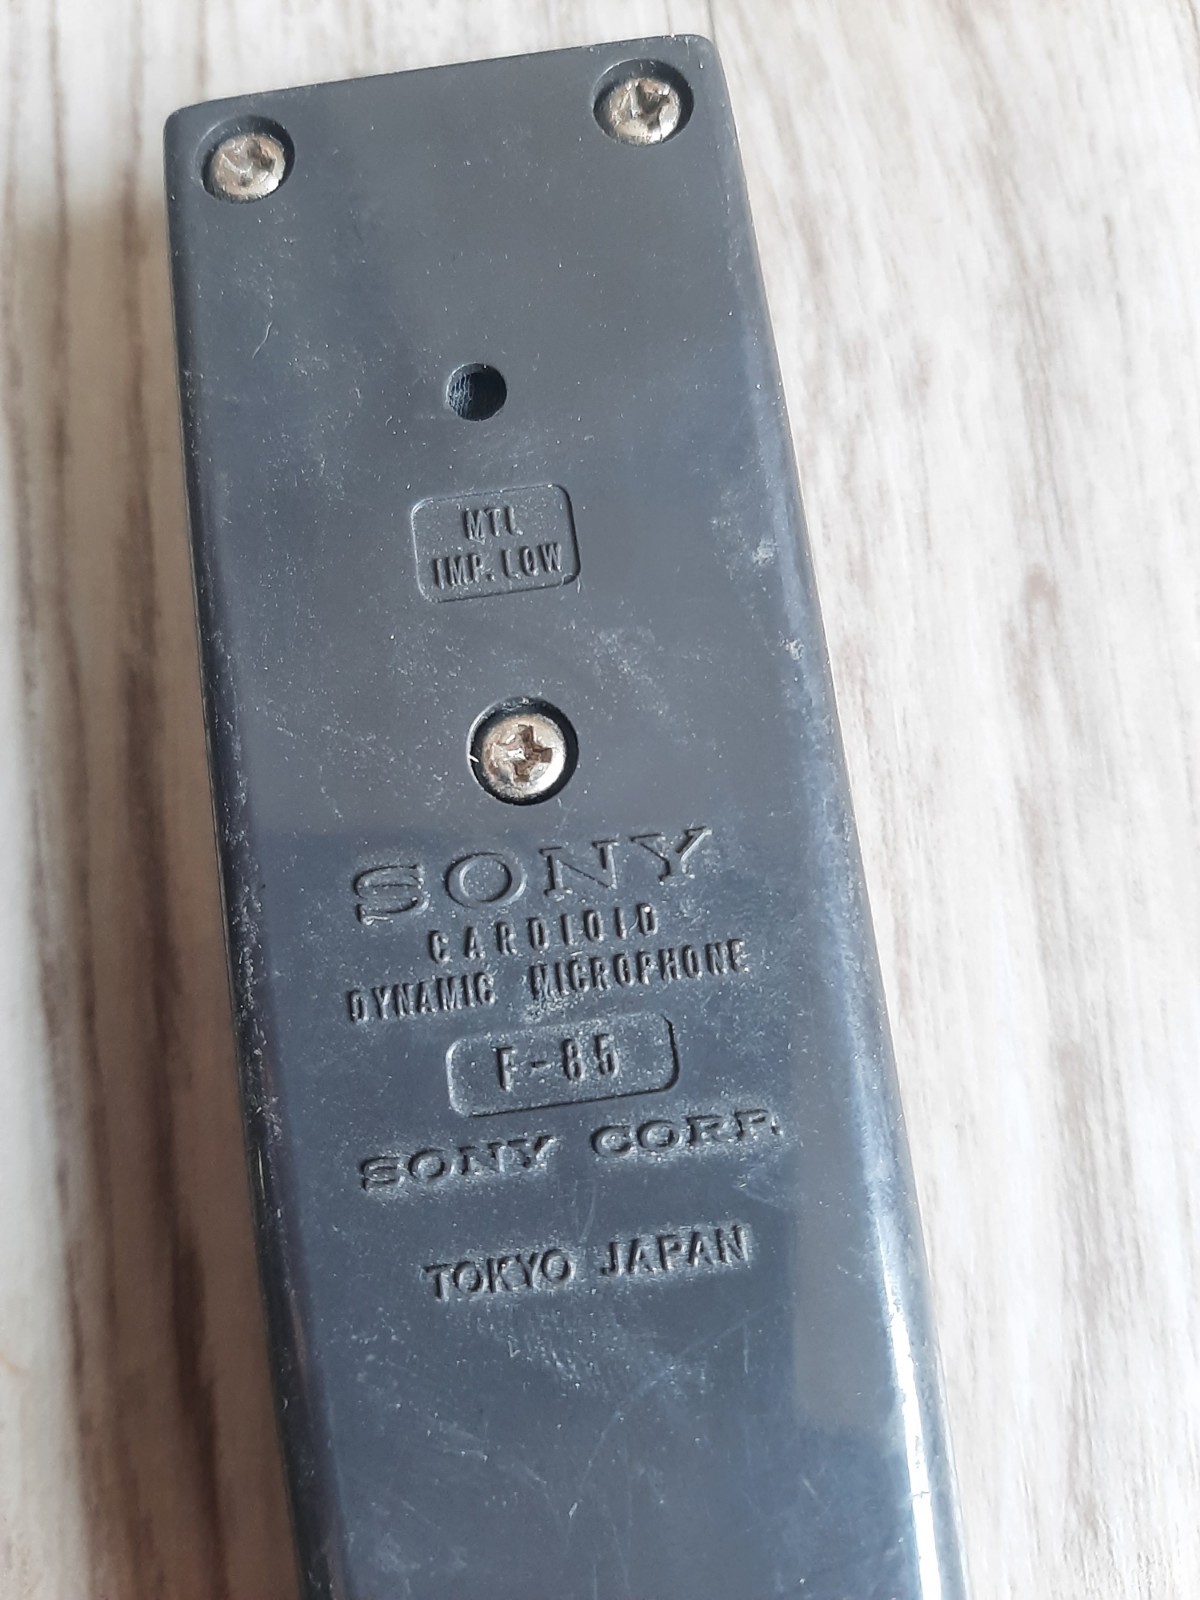 MTL
IMP. LOW
SONY
CARDIOID
DYNAMIC MICROPHONE
F-85
SONY CORP.
TOKYO JAPAN